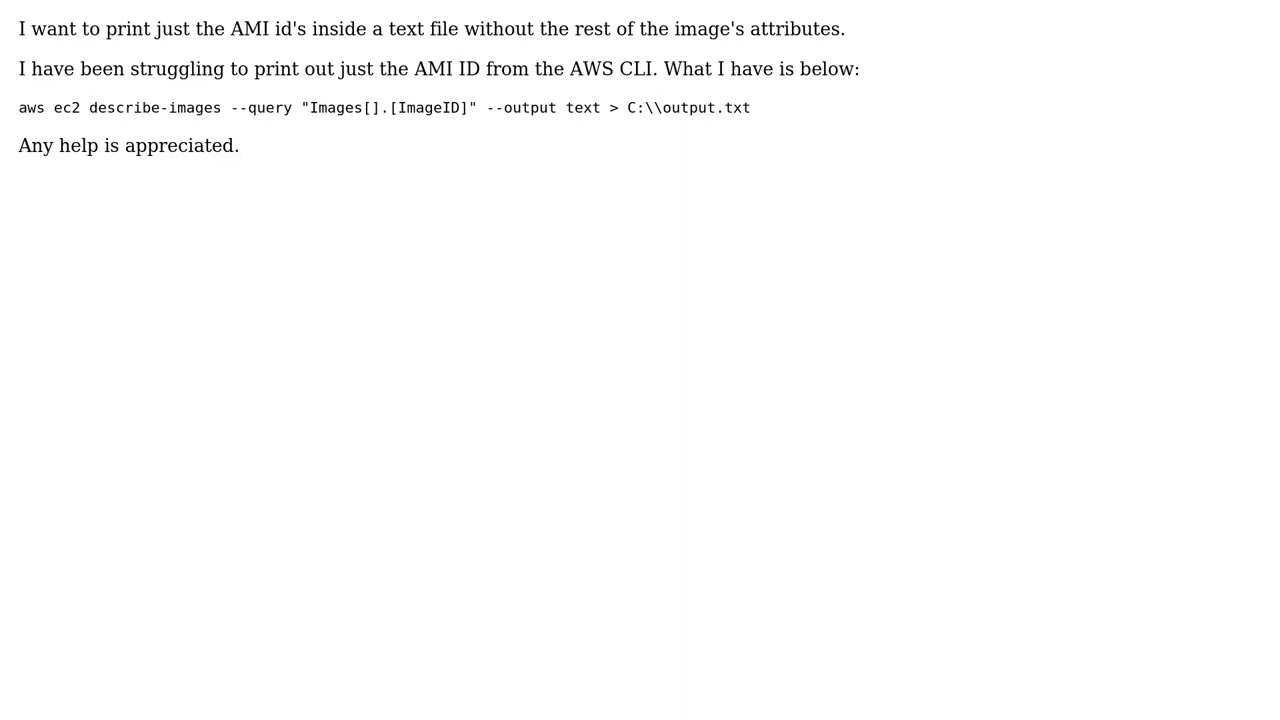 I want to print just the AMI id's inside a text file without the rest of the image's attributes.
I have been struggling to print out just the AMI ID from the AWS CLI. What I have is below:
aws ec2 describe-images --query "Images[].[ImageID]" --output text > C:\\output.txt
Any help is appreciated.